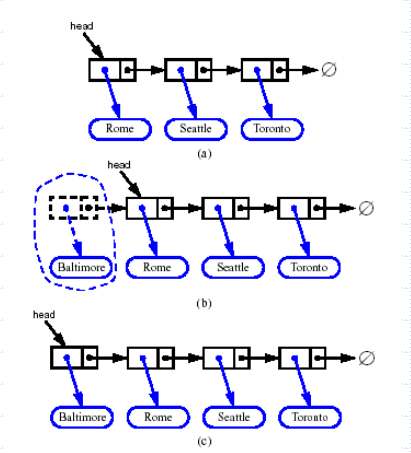 head
∅
Rome Seattle Toronto
(a)
head
∅
Baltimore Rome Seattle Toronto
(b)
head
∅
Baltimore Rome Seattle Toronto
(c)